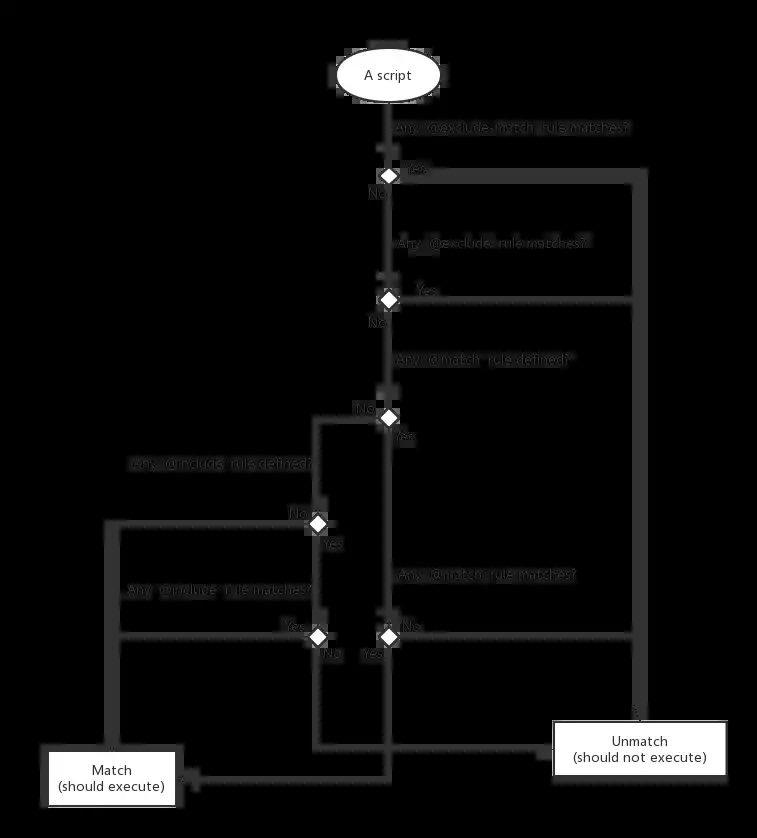 A script
Any `@exclude-match` rule matches?
Yes
No
Any `@exclude` rule matches?
Yes
No
Any `@match` rule defined?
No
Yes
Any `@include` rule defined?
No
Yes
Any `@match` rule matches?
Any `@include` rule matches?
Yes
No
No
Yes
Unmatch
(should not execute)
Match
(should execute)